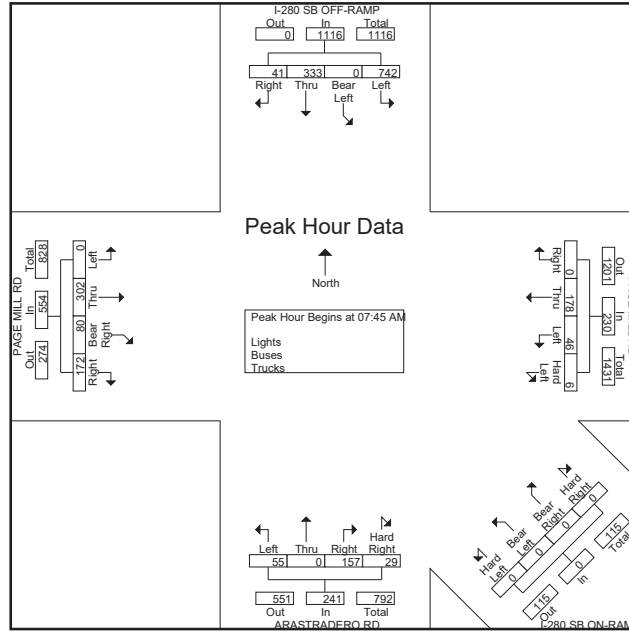 I-280 SB OFF-RAMP
Out In Total
0 1116 1116
41 333 0 742
Right Thru Bear Left Left
Peak Hour Data
North
Peak Hour Begins at 07:45 AM
Lights
Buses
Trucks
PAGE MILL RD
Total In Out
828 554 274
0 302 80 172
Left Thru Bear Right Right
Right Thru Left Hard Left
0 178 46 6
Out In Total
1201 230 1431
Left Thru Right Hard Right
55 0 157 29
551 241 792
Out In Total
ARASTRADERO RD
Hard Left Bear Left Bear Right Hard Right
0 0 0 0
115 0 115
Out In Total
I-280 SB ON-RAM